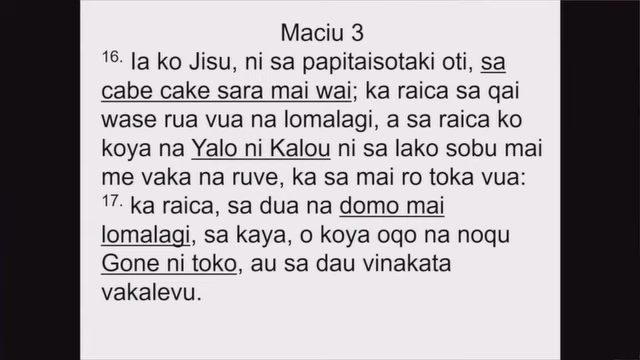 Maciu 3
16. Ia ko Jisu, ni sa papitaisotaki oti, sa
cabe cake sara mai wai; ka raica sa qai
wase rua vua na lomalagi, a sa raica ko
koya na Yalo ni Kalou ni sa lako sobu mai
me vaka na ruve, ka sa mai ro toka vua:
17. ka raica, sa dua na domo mai
lomalagi, sa kaya, o koya oqo na noqu
Gone ni toko, au sa dau vinakata
vakalevu.